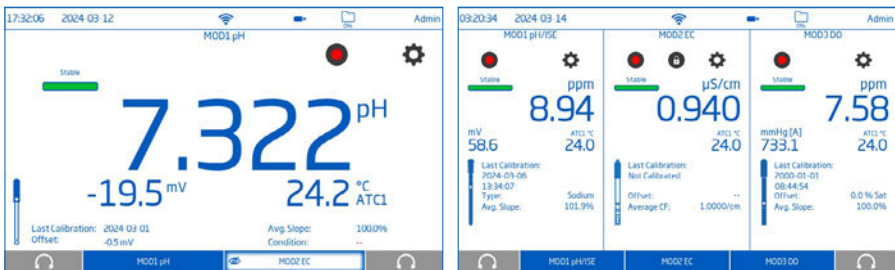 17:32:06 2024-03-12 0% Admin
MOD1 pH
Stable
7.322 pH
-19.5 mV 24.2 °C ATC1
Last Calibration: 2024-03-01 Avg. Slope: 100.0%
Offset: -0.5 mV Condition: --
MOD1 pH MOD2 EC
03:20:34 2024-03-14 0% Admin
MOD1 pH/ISE MOD2 EC MOD3 DO
Stable Stable Stable
ppm µS/cm ppm
8.94 0.940 7.58
mV ATC1 °C ATC1 °C mmHg [A] ATC1 °C
58.6 24.0 24.0 733.1 24.0
Last Calibration: Last Calibration: Last Calibration:
2024-03-06 Not Calibrated 2000-01-01
13:34:07 08:44:54
Type: Sodium Offset: -- Offset: 0.0 % Sat
Avg. Slope: 101.9% Average CF: 1.0000/cm Avg. Slope: 100.0%
MOD1 pH/ISE MOD2 EC MOD3 DO